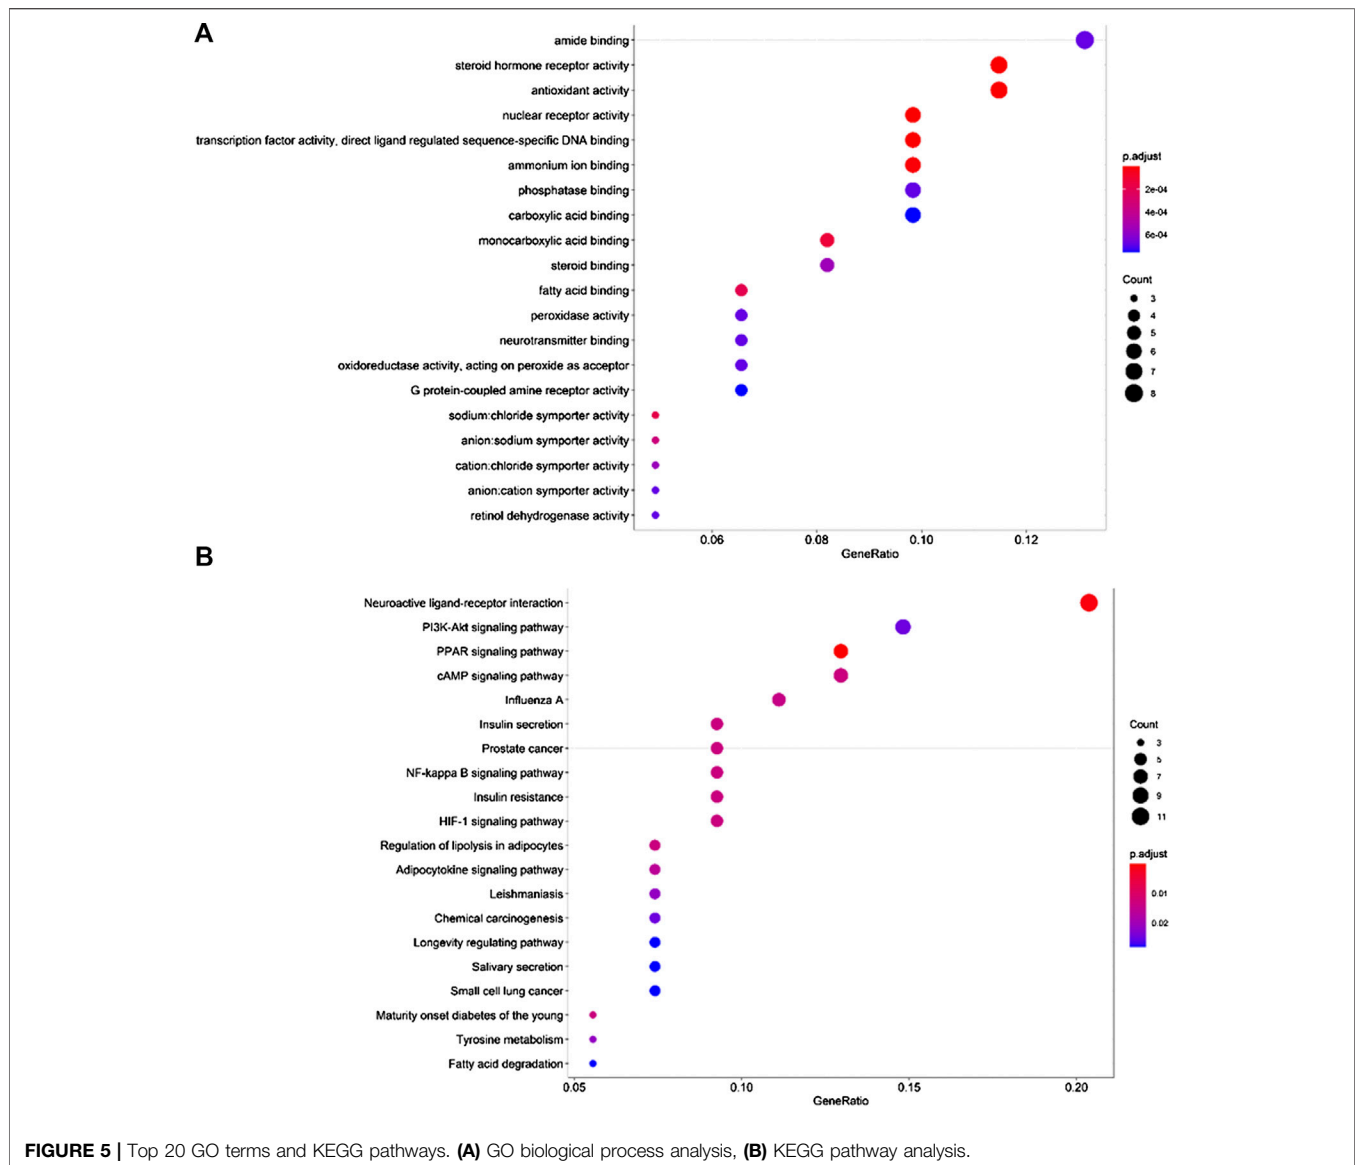 A
amide binding
steroid hormone receptor activity
antioxidant activity
nuclear receptor activity
transcription factor activity, direct ligand regulated sequence-specific DNA binding
ammonium ion binding
phosphatase binding
carboxylic acid binding
monocarboxylic acid binding
steroid binding
fatty acid binding
peroxidase activity
neurotransmitter binding
oxidoreductase activity, acting on peroxide as acceptor
G protein-coupled amine receptor activity
sodium:chloride symporter activity
anion:sodium symporter activity
cation:chloride symporter activity
anion:cation symporter activity
retinol dehydrogenase activity
0.06 0.08 0.10 0.12
GeneRatio
p.adjust
2e-04
4e-04
6e-04
Count
3
4
5
6
7
8
B
Neuroactive ligand-receptor interaction
PI3K-Akt signaling pathway
PPAR signaling pathway
cAMP signaling pathway
Influenza A
Insulin secretion
Prostate cancer
NF-kappa B signaling pathway
Insulin resistance
HIF-1 signaling pathway
Regulation of lipolysis in adipocytes
Adipocytokine signaling pathway
Leishmaniasis
Chemical carcinogenesis
Longevity regulating pathway
Salivary secretion
Small cell lung cancer
Maturity onset diabetes of the young
Tyrosine metabolism
Fatty acid degradation
0.05 0.10 0.15 0.20
GeneRatio
Count
3
5
7
9
11
p.adjust
0.01
0.02
FIGURE 5 | Top 20 GO terms and KEGG pathways. (A) GO biological process analysis, (B) KEGG pathway analysis.